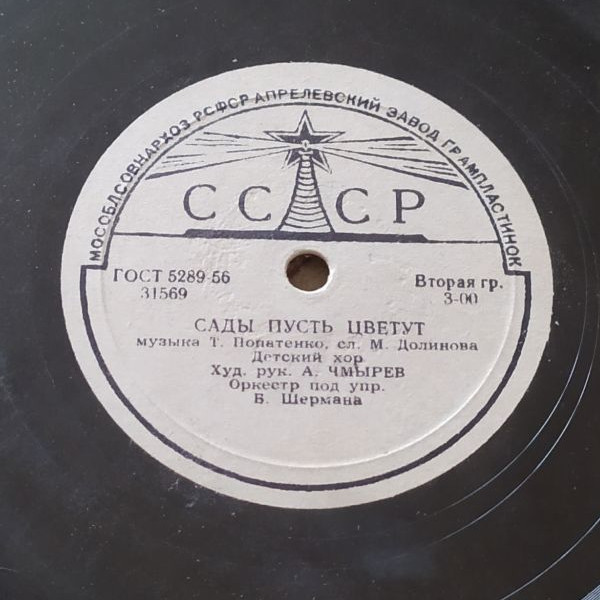 МОСОБЛСОВНАРХОЗ РСФСР АПРЕЛЕВСКИЙ ЗАВОД ГРАМПЛАСТИНОК
СССР
ГОСТ 5289-56
31569
Вторая гр.
3-00
САДЫ ПУСТЬ ЦВЕТУТ
музыка Т. Попатенко, сл. М. Долинова
Детский хор
Худ. рук. А. ЧМЫРЕВ
Оркестр под упр.
Б. Шермана